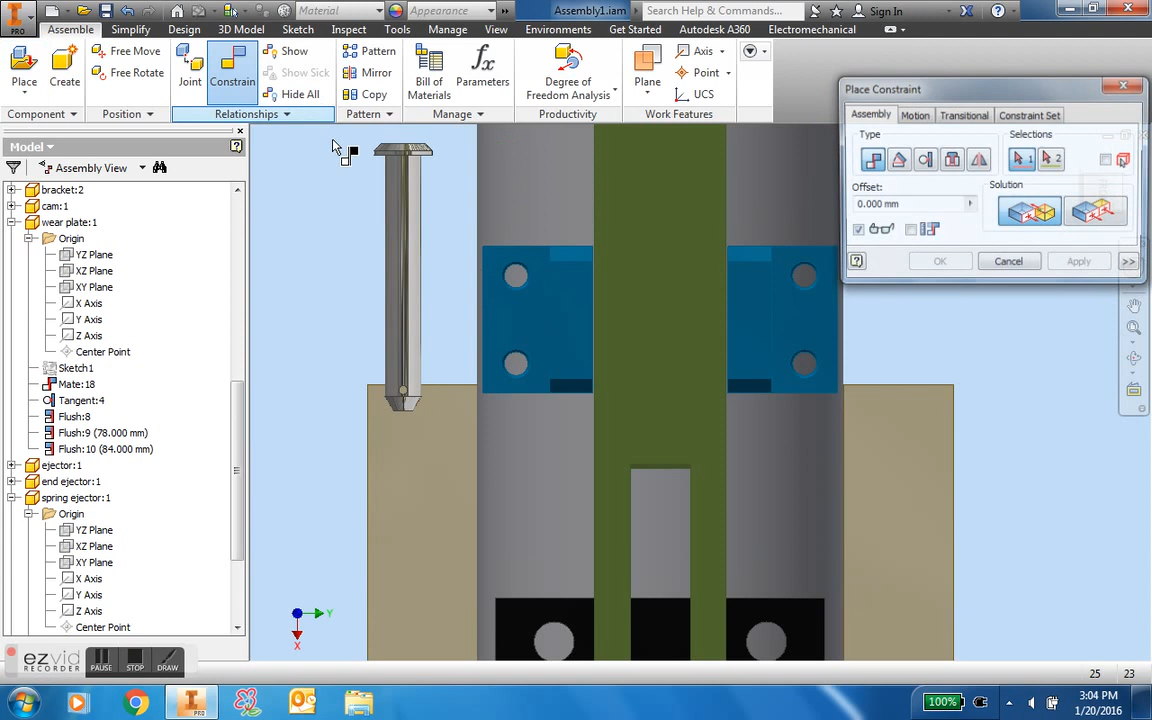 Material
Appearance
Assembly1.iam
Search Help & Commands...
Sign In
PRO
Assemble
Simplify
Design
3D Model
Sketch
Inspect
Tools
Manage
View
Environments
Get Started
Autodesk A360
Electromechanical
Place
Create
Free Move
Free Rotate
Joint
Constrain
Show
Show Sick
Hide All
Pattern
Mirror
Copy
Bill of Materials
Parameters
Degree of Freedom Analysis
Plane
Axis
Point
UCS
Component
Position
Relationships
Pattern
Manage
Productivity
Work Features
Model
Assembly View
bracket:2
cam:1
wear plate:1
Origin
YZ Plane
XZ Plane
XY Plane
X Axis
Y Axis
Z Axis
Center Point
Sketch1
Mate:18
Tangent:4
Flush:8
Flush:9 (78.000 mm)
Flush:10 (84.000 mm)
ejector:1
end ejector:1
spring ejector:1
Origin
YZ Plane
XZ Plane
XY Plane
X Axis
Y Axis
Z Axis
Center Point
Place Constraint
Assembly
Motion
Transitional
Constraint Set
Type
Selections
1
2
Offset:
0.000 mm
Solution
OK
Cancel
Apply
>>
Y
X
ezvid
RECORDER
PAUSE
STOP
DRAW
25
23
PRO
100%
3:04 PM
1/20/2016